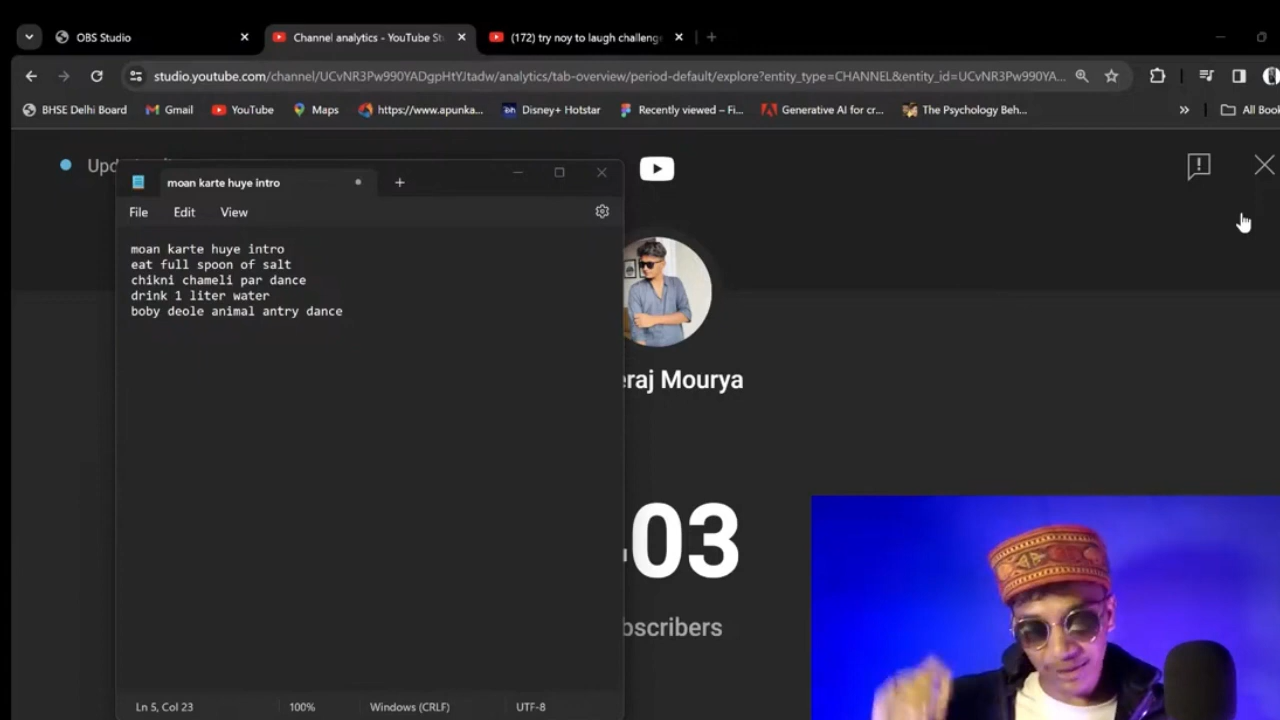 OBS Studio
Channel analytics - YouTube St
(172) try noy to laugh challeng
studio.youtube.com/channel/UCvNR3Pw990YADgpHtYJtadw/analytics/tab-overview/period-default/explore?entity_type=CHANNEL&entity_id=UCvNR3Pw990YA...
BHSE Delhi Board
Gmail
YouTube
Maps
https://www.apunka...
Disney+ Hotstar
Recently viewed – Fi...
Generative AI for cr...
The Psychology Beh...
»
All Book
moan karte huye intro
File Edit View
moan karte huye intro
eat full spoon of salt
chikni chameli par dance
drink 1 liter water
boby deole animal antry dance
eraj Mourya
03
bscribers
Ln 5, Col 23
100%
Windows (CRLF)
UTF-8